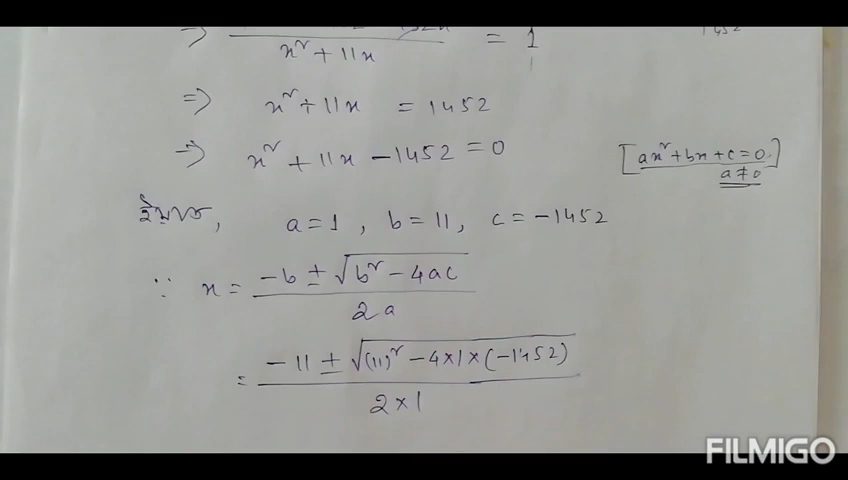 => ——— = 1
x² + 11x
=> x² + 11x = 1452
=> x² + 11x - 1452 = 0
[ax² + bx + c = 0, a ≠ 0]
ইয়াত, a = 1, b = 11, c = -1452
∵ x = (-b ± √(b² - 4ac)) / 2a
= (-11 ± √((11)² - 4×1×(-1452))) / 2×1
FILMIGO